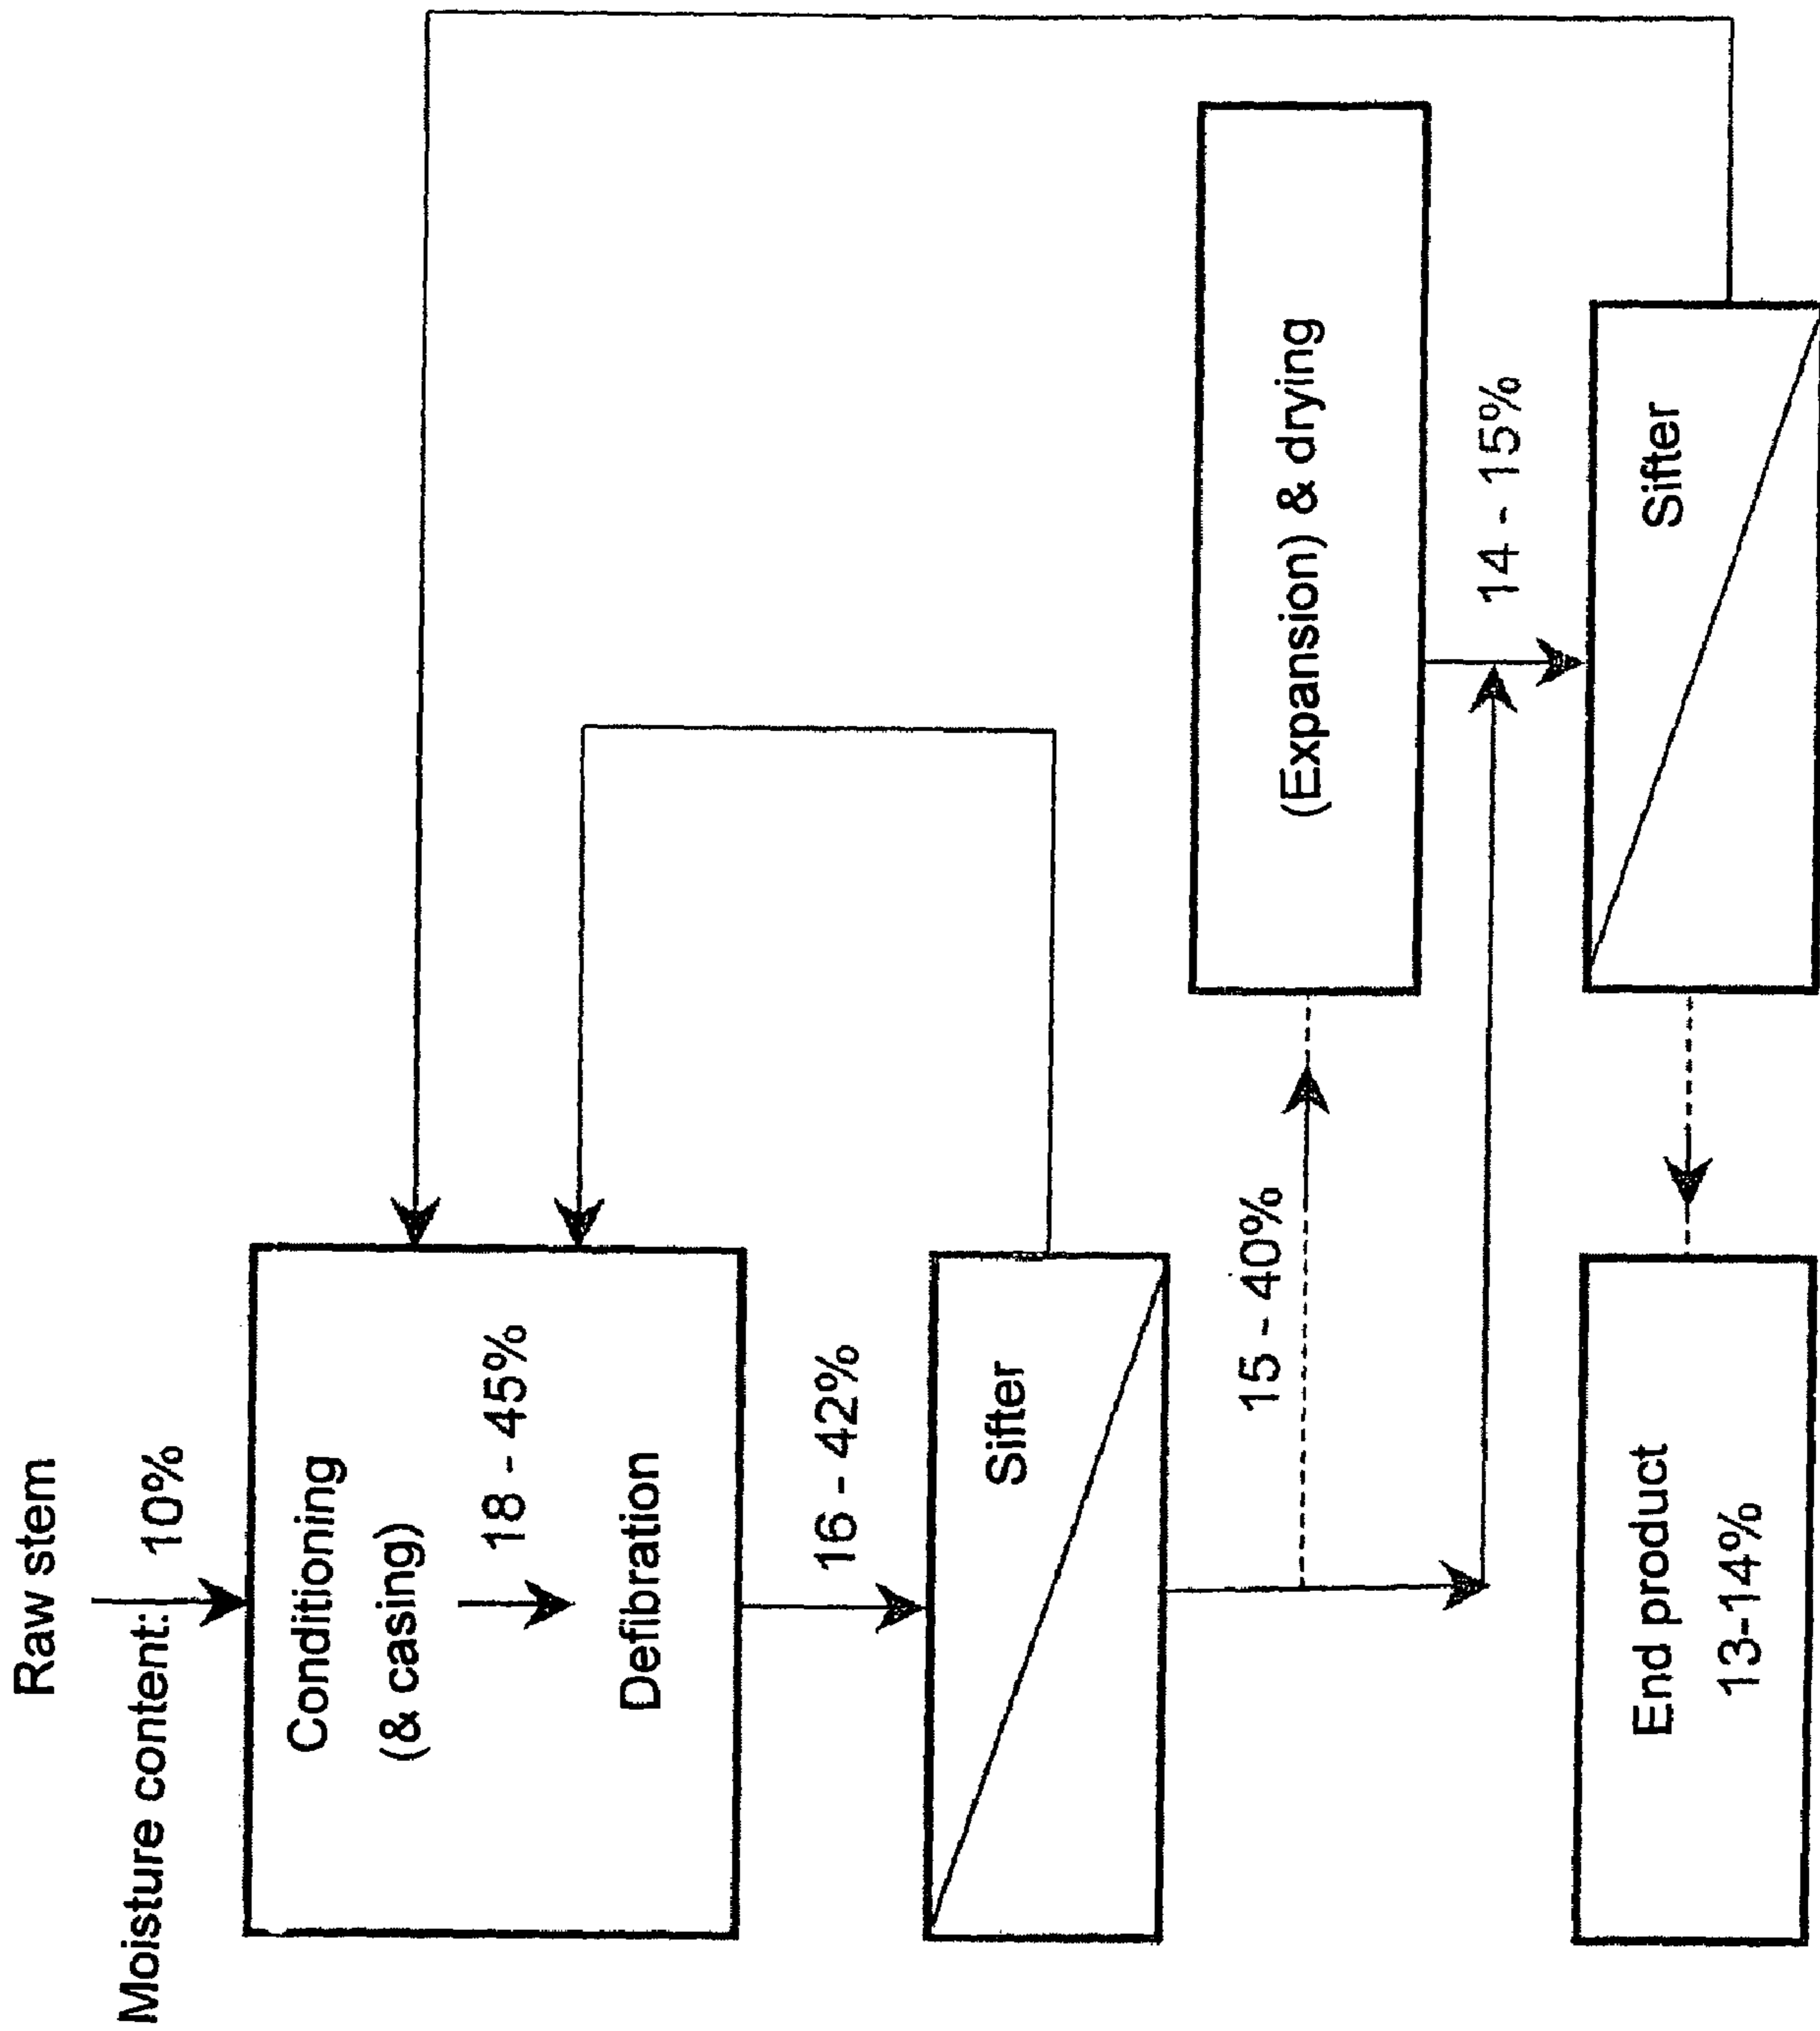 Raw stem
Moisture content: 10%
Conditioning
(& casing)
18 - 45%
Defibration
16 - 42%
Sifter
15 - 40%
(Expansion) & drying
14 - 15%
Sifter
End product
13-14%